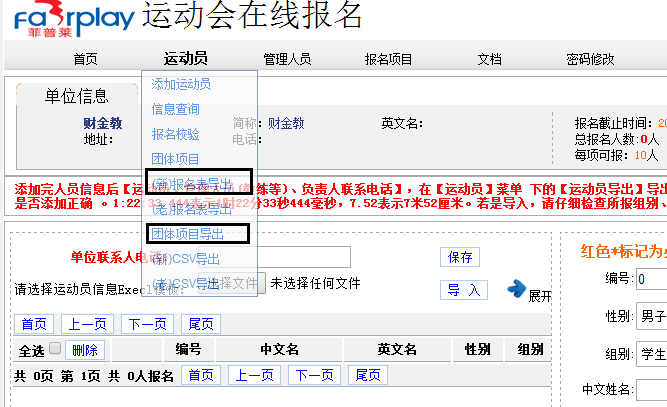 fairplay
菲普莱
运动会在线报名
首页 运动员 管理人员 报名项目 文档 密码修改
添加运动员
信息查询
报名校验
团体项目
(新)报名表导出
(老)报名表导出
团体项目导出
(新)CSV导出
(老)CSV导出
单位信息
财金教 简称: 财金教 英文名:
地址: 电话:
报名截止时间: 20
总报名人数: 0人
每项可报: 10人
添加完人员信息后【运动 练等)、负责人联系电话】, 在【运动员】菜单 下的【运动员导出】导出
是否添加正确 。1:22:33.444表示1时22分33秒444毫秒, 7.52表示7米52厘米。若是导入, 请仔细检查所报组别、
单位联系人电话: 保存
请选择运动员信息Execl模板: 选择文件 未选择任何文件 导 入 展开
首页 上一页 下一页 尾页
全选 删除 编号 中文名 英文名 性别 组别
共 0页 第 1页 共 0人报名 首页 上一页 下一页 尾页
红色*标记为
编号: 0
性别: 男子
组别: 学生
中文姓名: